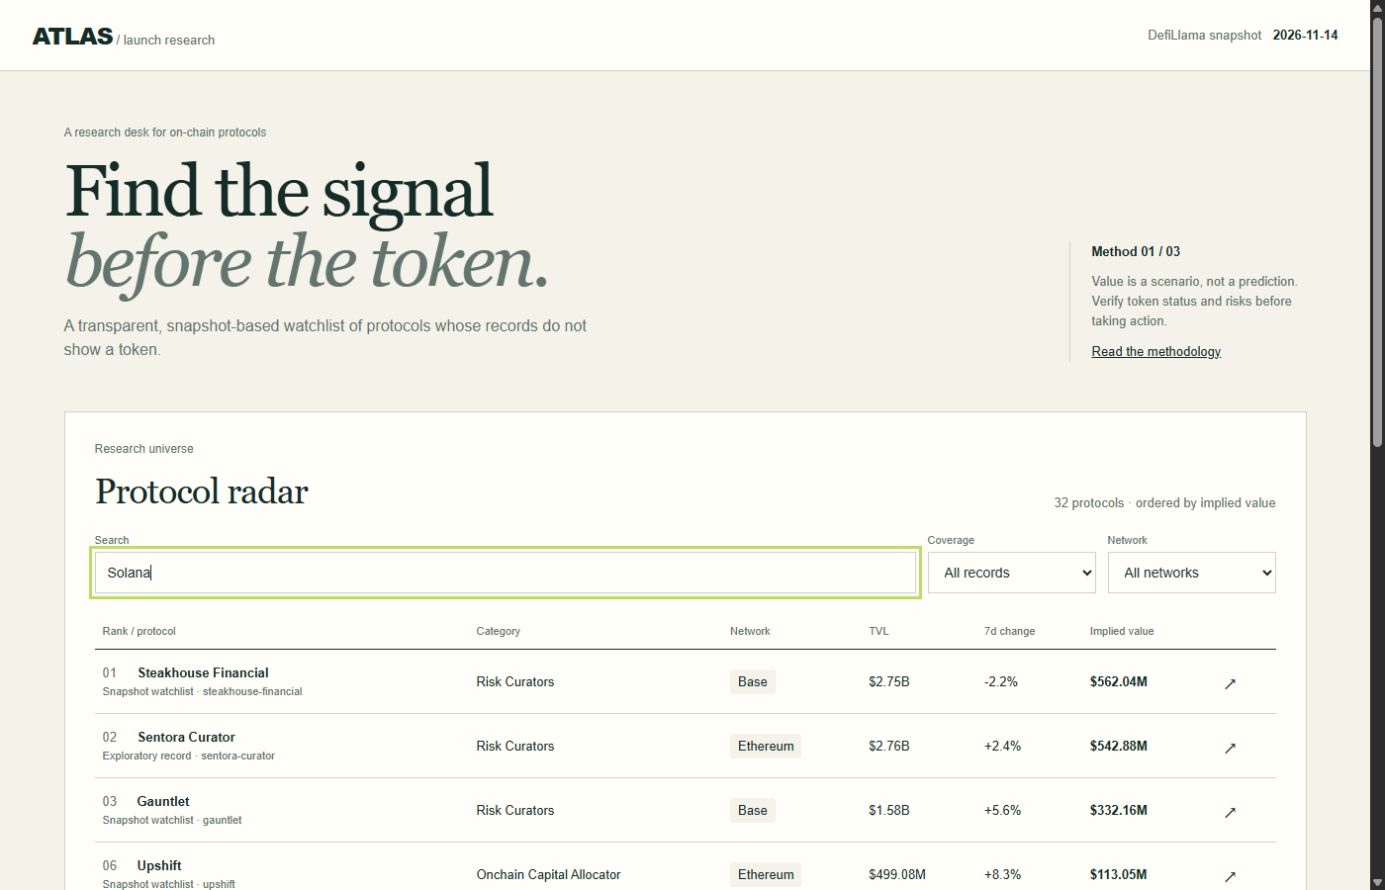 ATLAS / launch research
DefiLlama snapshot 2026-11-14
A research desk for on-chain protocols
Find the signal
before the token.
A transparent, snapshot-based watchlist of protocols whose records do not
show a token.
Method 01 / 03
Value is a scenario, not a prediction.
Verify token status and risks before
taking action.
Read the methodology
Research universe
Protocol radar
32 protocols · ordered by implied value
Search
Coverage
Network
Solana
All records
All networks
Rank / protocol Category Network TVL 7d change Implied value
01 Steakhouse Financial Risk Curators Base $2.75B -2.2% $562.04M ↗
Snapshot watchlist · steakhouse-financial
02 Sentora Curator Risk Curators Ethereum $2.76B +2.4% $542.88M ↗
Exploratory record · sentora-curator
03 Gauntlet Risk Curators Base $1.58B +5.6% $332.16M ↗
Snapshot watchlist · gauntlet
06 Upshift Onchain Capital Allocator Ethereum $499.08M +8.3% $113.05M ↗
Snapshot watchlist · upshift